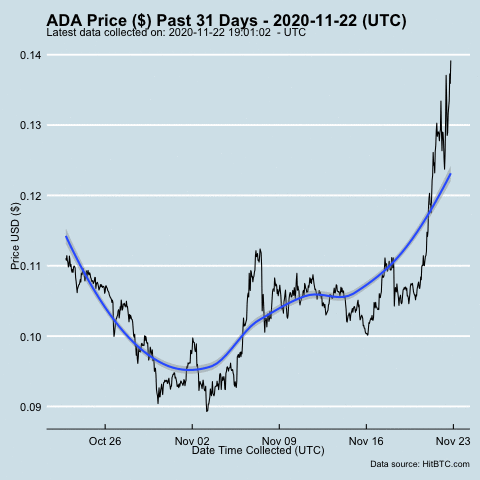 ADA Price ($) Past 31 Days - 2020-11-22 (UTC)
Latest data collected on: 2020-11-22 19:01:02 - UTC
0.14
0.13
0.12
0.11
0.10
0.09
Price USD ($)
Oct 26
Nov 02
Nov 09
Nov 16
Nov 23
Date Time Collected (UTC)
Data source: HitBTC.com